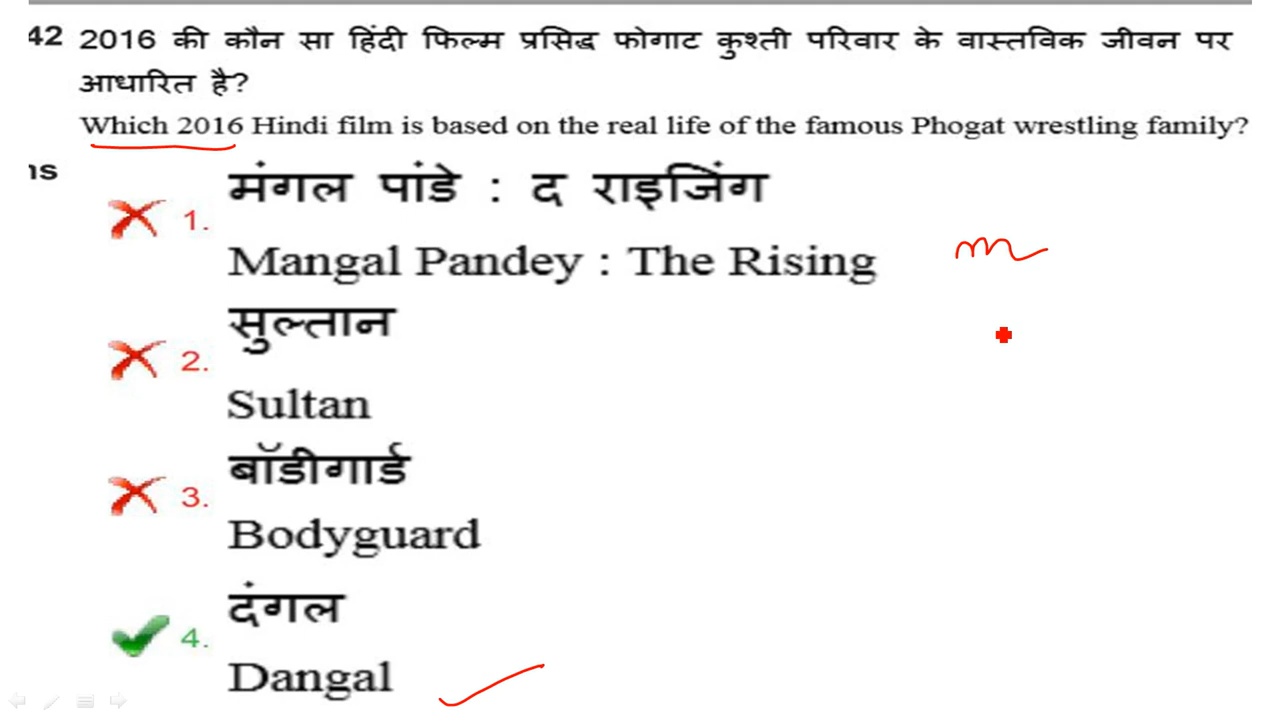 42 2016 की कौन सा हिंदी फिल्म प्रसिद्ध फोगाट कुश्ती परिवार के वास्तविक जीवन पर
आधारित है?
Which 2016 Hindi film is based on the real life of the famous Phogat wrestling family?
ns
मंगल पांडे : द राइजिंग
1.
Mangal Pandey : The Rising
सुल्तान
2.
Sultan
बॉडीगार्ड
3.
Bodyguard
दंगल
4.
Dangal